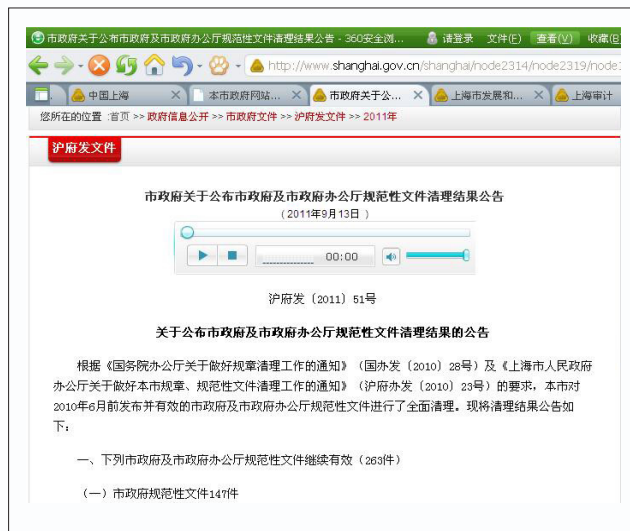 市政府关于公布市政府及市政府办公厅规范性文件清理结果公告 - 360安全浏... 请登录 文件(F) 查看(V) 收藏(B)
http://www.shanghai.gov.cn/shanghai/node2314/node2319/node
中国上海 本市政府网站... 市政府关于公... 上海市发展和... 上海审计
您所在的位置 :首页 >> 政府信息公开 >> 市政府文件 >> 沪府发文件 >> 2011年
沪府发文件
市政府关于公布市政府及市政府办公厅规范性文件清理结果公告
(2011年9月13日 )
00:00
沪府发〔2011〕51号
关于公布市政府及市政府办公厅规范性文件清理结果的公告
根据《国务院办公厅关于做好规章清理工作的通知》（国办发〔2010〕28号）及《上海市人民政府
办公厅关于做好本市规章、规范性文件清理工作的通知》（沪府办发〔2010〕23号）的要求，本市对
2010年6月前发布并有效的市政府及市政府办公厅规范性文件进行了全面清理。现将清理结果公告如
下：
一、下列市政府及市政府办公厅规范性文件继续有效（263件）
（一）市政府规范性文件147件